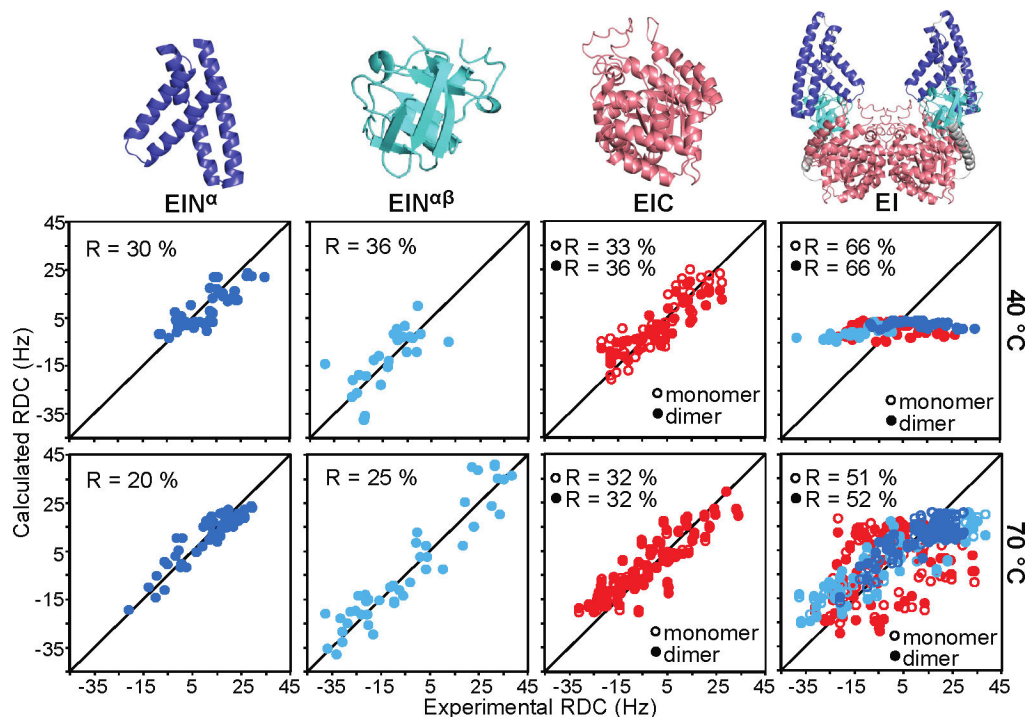 EINα
EINαβ
EIC
EI
45
25
5
-15
-35
R = 30 %
R = 36 %
R = 33 %
R = 36 %
monomer
dimer
R = 66 %
R = 66 %
monomer
dimer
40 °C
45
25
5
-15
-35
R = 20 %
R = 25 %
R = 32 %
R = 32 %
monomer
dimer
R = 51 %
R = 52 %
monomer
dimer
70 °C
-35 -15 5 25 45
-35 -15 5 25 45
-35 -15 5 25 45
-35 -15 5 25 45
Calculated RDC (Hz)
Experimental RDC (Hz)